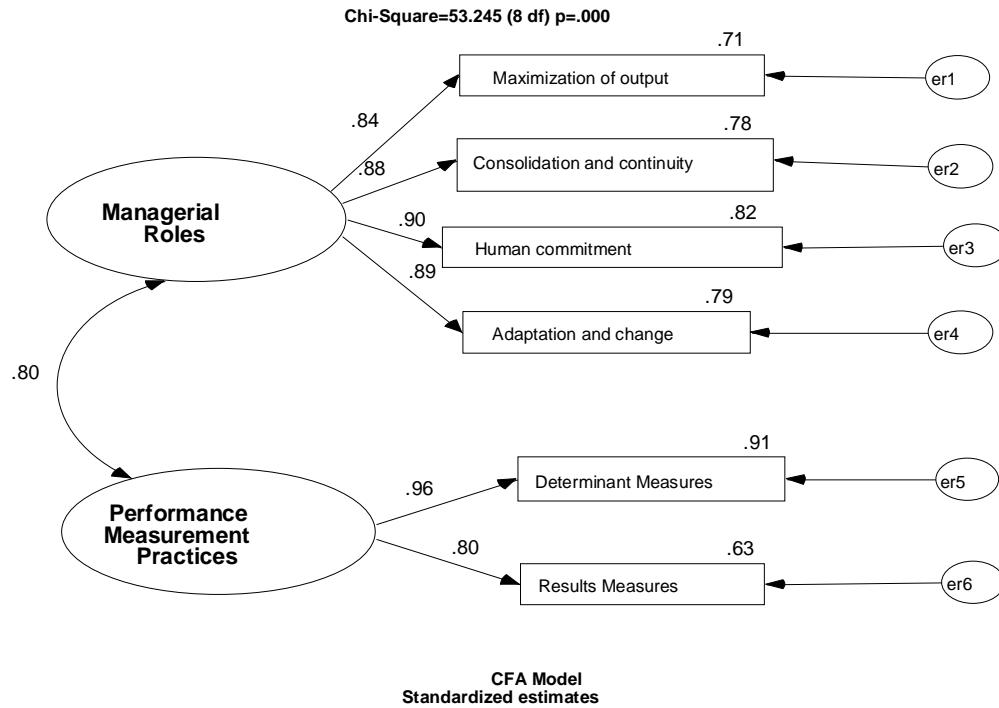 Chi-Square=53.245 (8 df) p=.000
.71
Maximization of output
er1
.84
.78
Consolidation and continuity
er2
.88
Managerial
Roles
.90
.82
Human commitment
er3
.89
.79
Adaptation and change
er4
.80
.91
Determinant Measures
er5
.96
Performance
Measurement
Practices
.80
.63
Results Measures
er6
CFA Model
Standardized estimates